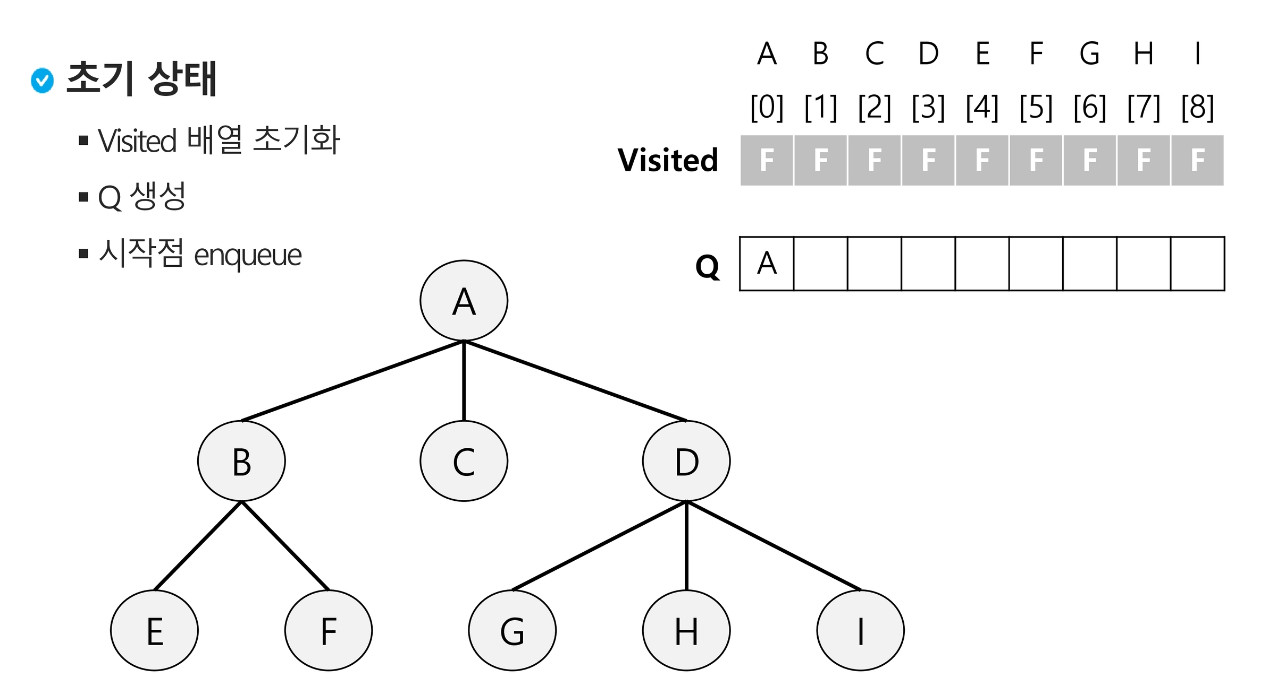 초기 상태
▪ Visited 배열 초기화
▪ Q 생성
▪ 시작점 enqueue
A B C D E F G H I
[0] [1] [2] [3] [4] [5] [6] [7] [8]
Visited F F F F F F F F F
Q A
A
B C D
E F G H I